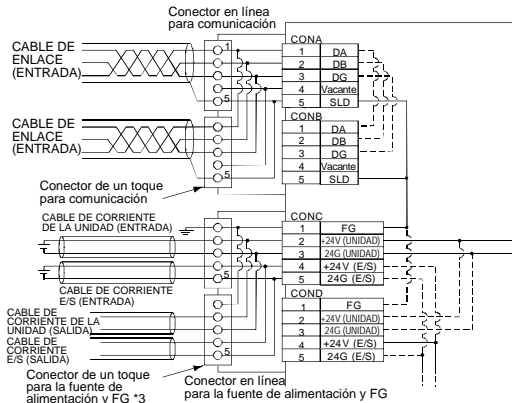 Conector en línea
para comunicación
CABLE DE
ENLACE
(ENTRADA)
1
5
CONA
1 DA
2 DB
3 DG
4 Vacante
5 SLD
CABLE DE
ENLACE
(ENTRADA)
5
CONB
1 DA
2 DB
3 DG
4 Vacante
5 SLD
Conector de un toque
para comunicación
CABLE DE CORRIENTE
DE LA UNIDAD (ENTRADA)
CABLE DE CORRIENTE
E/S (ENTRADA)
5
CONC
1 FG
2 +24V (UNIDAD)
3 24G (UNIDAD)
4 +24V (E/S)
5 24G (E/S)
CABLE DE
CORRIENTE DE LA
UNIDAD (SALIDA)
CABLE DE
CORRIENTE
E/S (SALIDA)
5
COND
1 FG
2 +24V (UNIDAD)
3 24G (UNIDAD)
4 +24V (E/S)
5 24G (E/S)
Conector de un toque
para la fuente de
alimentación y FG *3
Conector en línea
para la fuente de alimentación y FG